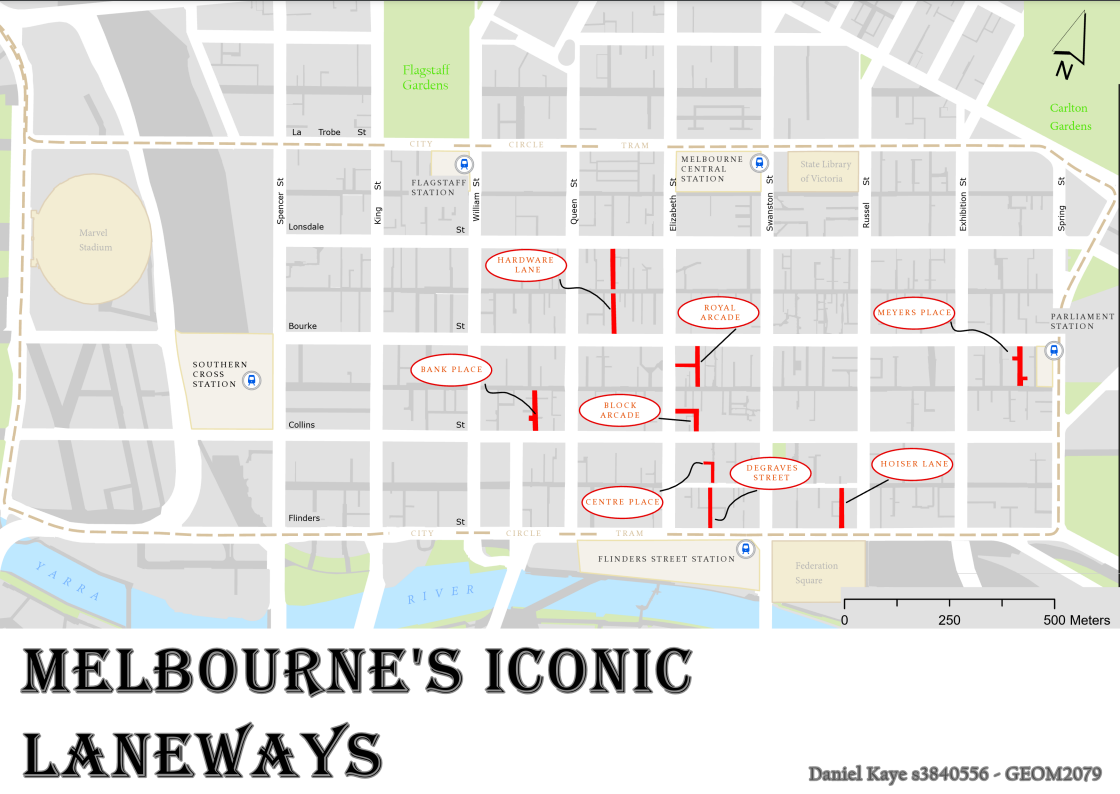 Flagstaff
Gardens
N
Carlton
Gardens
La Trobe St
CITY CIRCLE TRAM
MELBOURNE
CENTRAL
STATION
State Library
of Victoria
FLAGSTAFF
STATION
Spencer St
King St
William St
Queen St
Elizabeth St
Swanston St
Russel St
Exhibition St
Spring St
Lonsdale St
Marvel
Stadium
HARDWARE
LANE
ROYAL
ARCADE
MEYERS PLACE
PARLIAMENT
STATION
Bourke St
SOUTHERN
CROSS
STATION
BANK PLACE
BLOCK
ARCADE
Collins St
DEGRAVES
STREET
HOISER LANE
CENTRE PLACE
Flinders St
CITY CIRCLE TRAM
FLINDERS STREET STATION
Federation
Square
YARRA RIVER
0 250 500 Meters
MELBOURNE'S ICONIC
LANEWAYS
Daniel Kaye s3840556 - GEOM2079